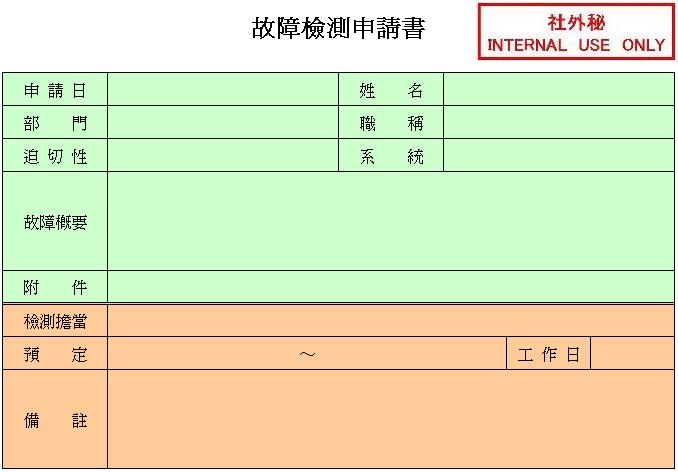 故障檢測申請書
社外秘
INTERNAL USE ONLY
申請日 姓名
部門 職稱
迫切性 系統
故障概要
附件
檢測擔當
預定 ～ 工作日
備註